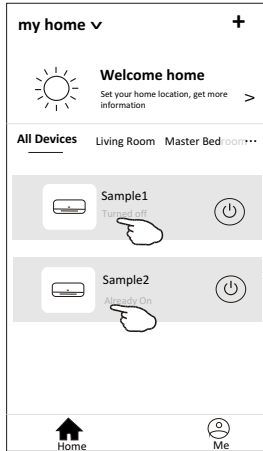 my home
+
Welcome home
Set your home location, get more
information
>
All Devices Living Room Master Bedroom ...
Sample1
Turned off
Sample2
Already On
Home Me